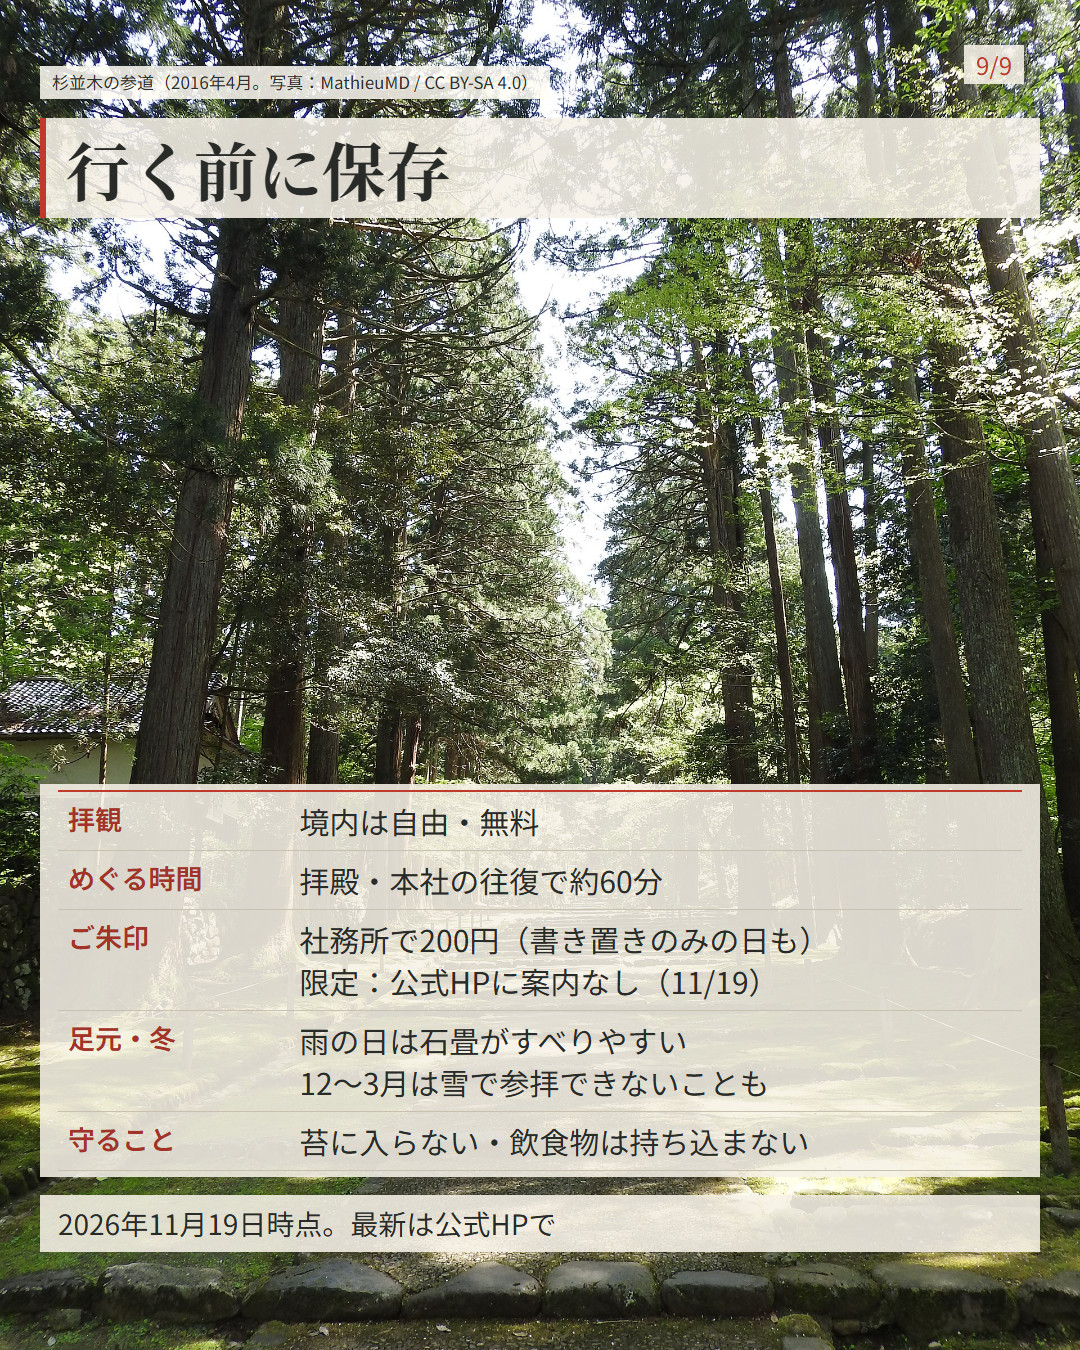 9/9
杉並木の参道（2016年4月。写真：MathieuMD / CC BY-SA 4.0）
行く前に保存
拝観 境内は自由・無料
めぐる時間 拝殿・本社の往復で約60分
ご朱印 社務所で200円（書き置きのみの日も）
限定：公式HPに案内なし（11/19）
足元・冬 雨の日は石畳がすべりやすい
12〜3月は雪で参拝できないことも
守ること 苔に入らない・飲食物は持ち込まない
2026年11月19日時点。最新は公式HPで